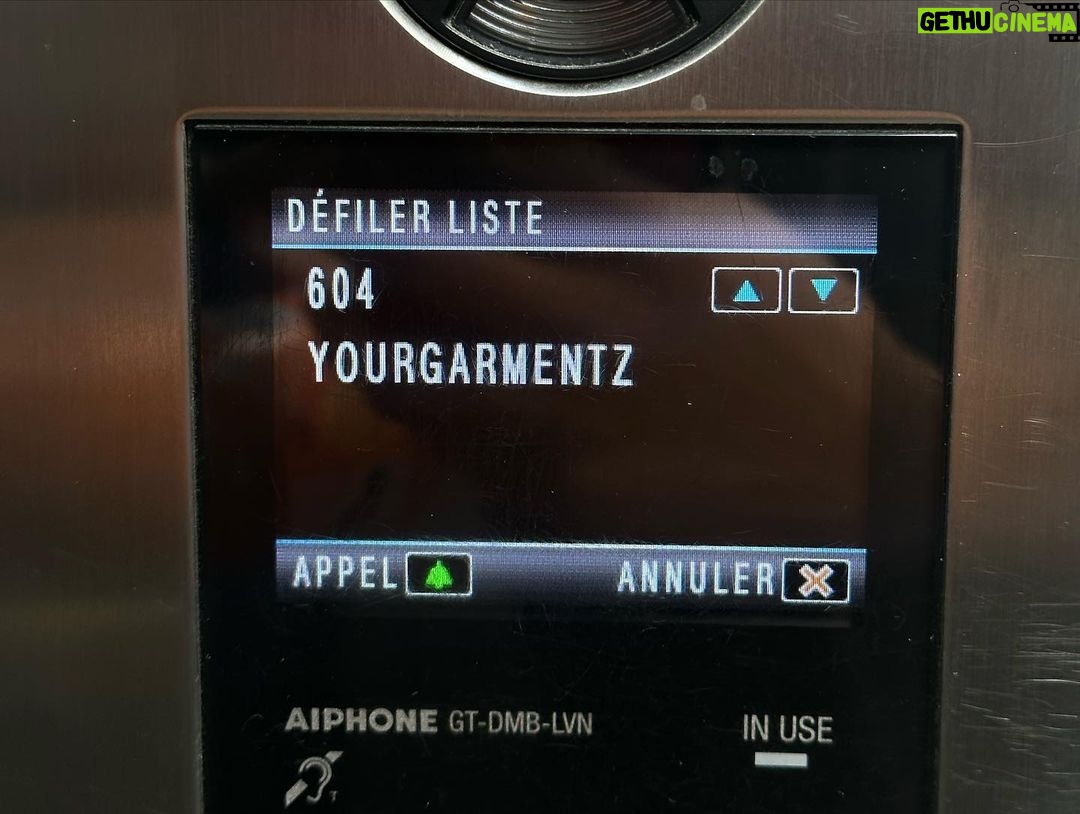 GETHUCINEMA
DÉFILER LISTE
604
YOURGARMENTZ
APPEL ANNULER
AIPHONE GT-DMB-LVN
IN USE
T